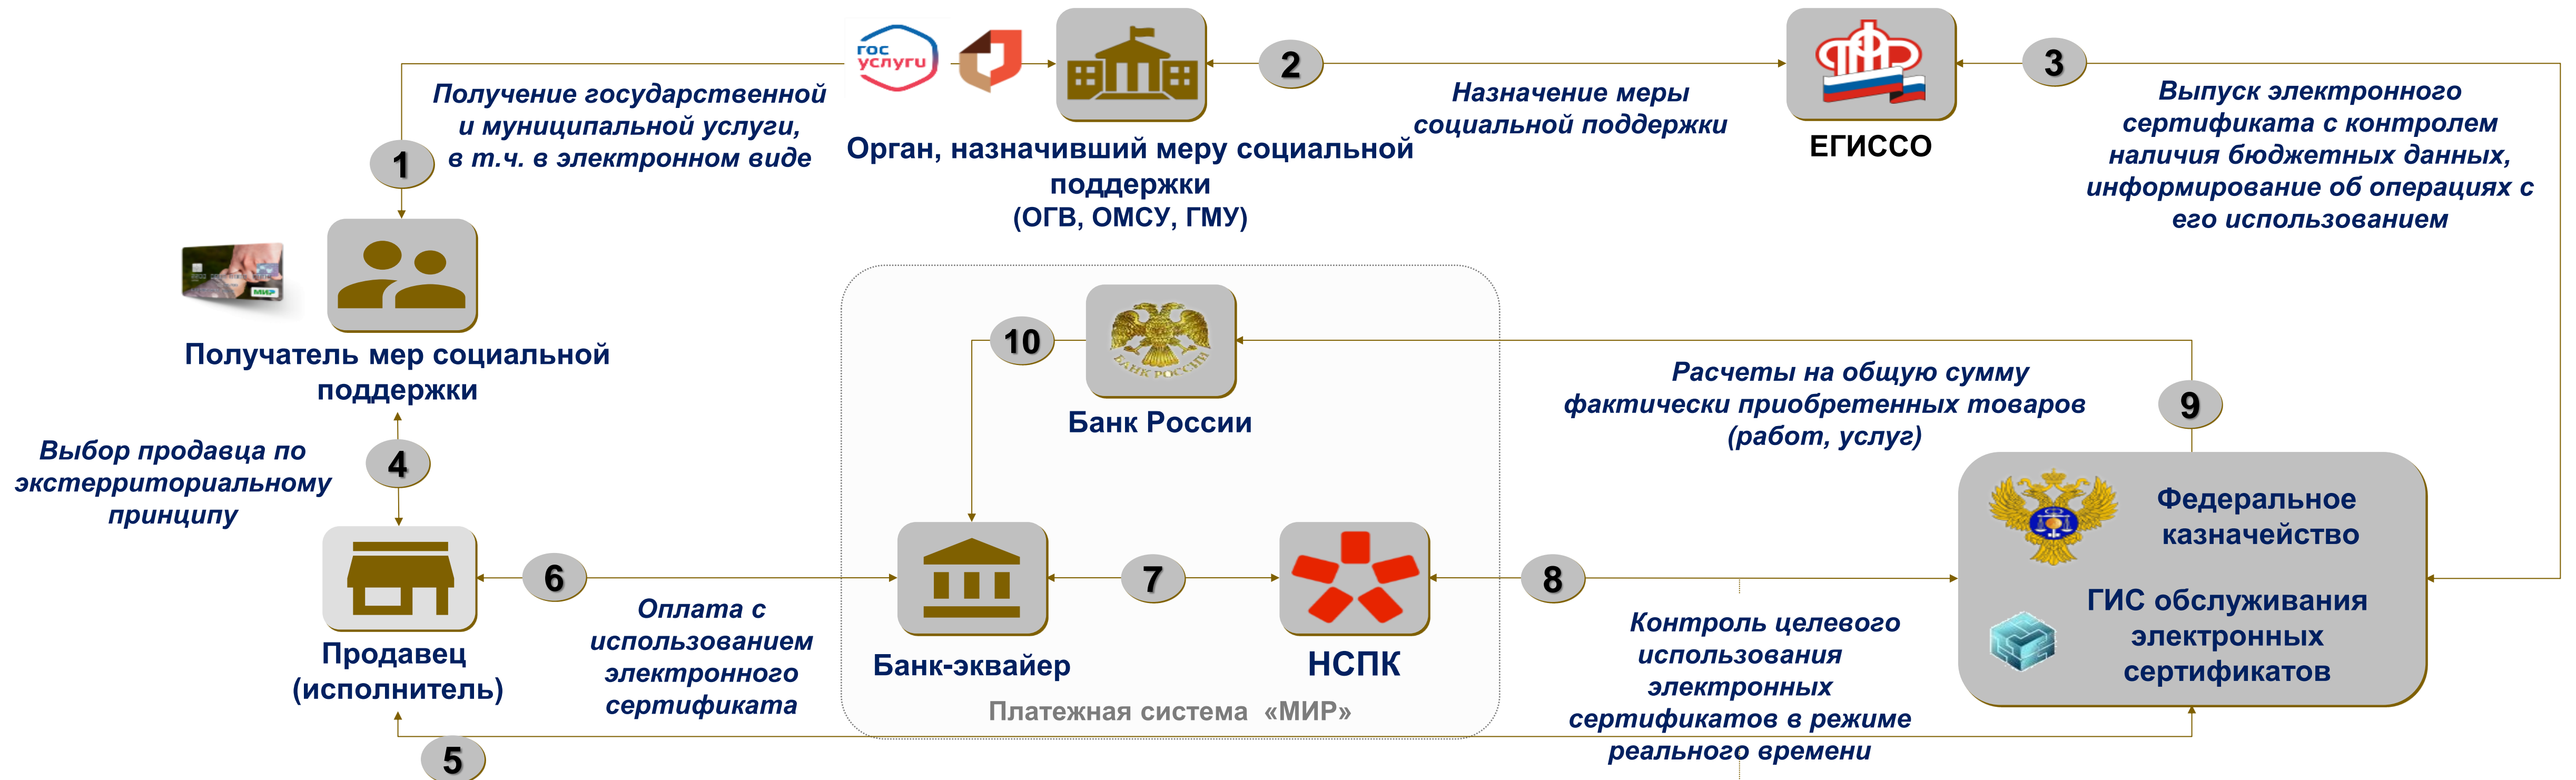 гос
услуги
2
3
Получение государственной
и муниципальной услуги,
в т.ч. в электронном виде
1
Орган, назначивший меру социальной
поддержки
(ОГВ, ОМСУ, ГМУ)
Назначение меры
социальной поддержки
ЕГИССО
Выпуск электронного
сертификата с контролем
наличия бюджетных данных,
информирование об операциях с
его использованием
МИР
Получатель мер социальной
поддержки
10
БАНК РОССИИ
Банк России
Расчеты на общую сумму
фактически приобретенных товаров
(работ, услуг)
9
Выбор продавца по
экстерриториальному
принципу
4
Федеральное
казначейство
ГИС обслуживания
электронных
сертификатов
6
7
8
Продавец
(исполнитель)
Оплата с
использованием
электронного
сертификата
Банк-эквайер
НСПК
Платежная система «МИР»
Контроль целевого
использования
электронных
сертификатов в режиме
реального времени
5